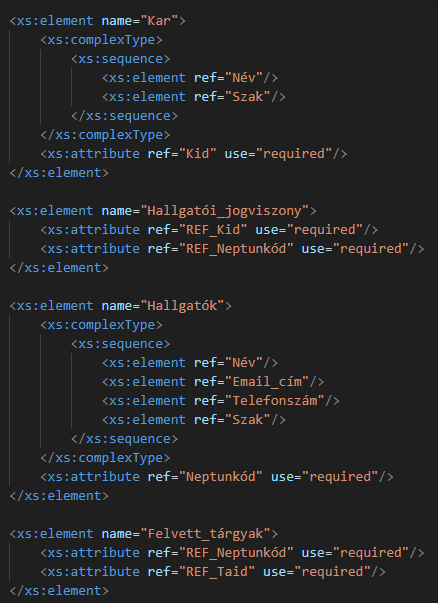 <xs:element name="Kar">
    <xs:complexType>
        <xs:sequence>
            <xs:element ref="Név"/>
            <xs:element ref="Szak"/>
        </xs:sequence>
    </xs:complexType>
    <xs:attribute ref="Kid" use="required"/>
</xs:element>

<xs:element name="Hallgatói_jogviszony">
    <xs:attribute ref="REF_Kid" use="required"/>
    <xs:attribute ref="REF_Neptunkód" use="required"/>
</xs:element>

<xs:element name="Hallgatók">
    <xs:complexType>
        <xs:sequence>
            <xs:element ref="Név"/>
            <xs:element ref="Email_cím"/>
            <xs:element ref="Telefonszám"/>
            <xs:element ref="Szak"/>
        </xs:sequence>
    </xs:complexType>
    <xs:attribute ref="Neptunkód" use="required"/>
</xs:element>

<xs:element name="Felvett_tárgyak">
    <xs:attribute ref="REF_Neptunkód" use="required"/>
    <xs:attribute ref="REF_Taid" use="required"/>
</xs:element>